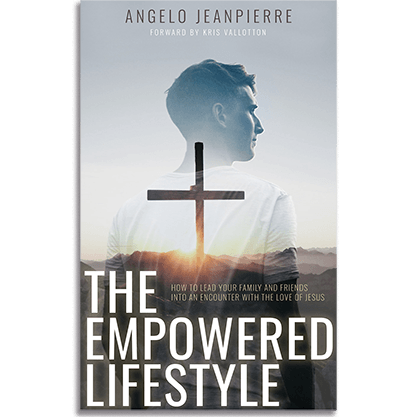 ANGELO JEANPIERRE
FORWARD BY KRIS VALLOTTON
THE
HOW TO LEAD YOUR FAMILY AND FRIENDS
INTO AN ENCOUNTER WITH THE LOVE OF JESUS
EMPOWERED
LIFESTYLE